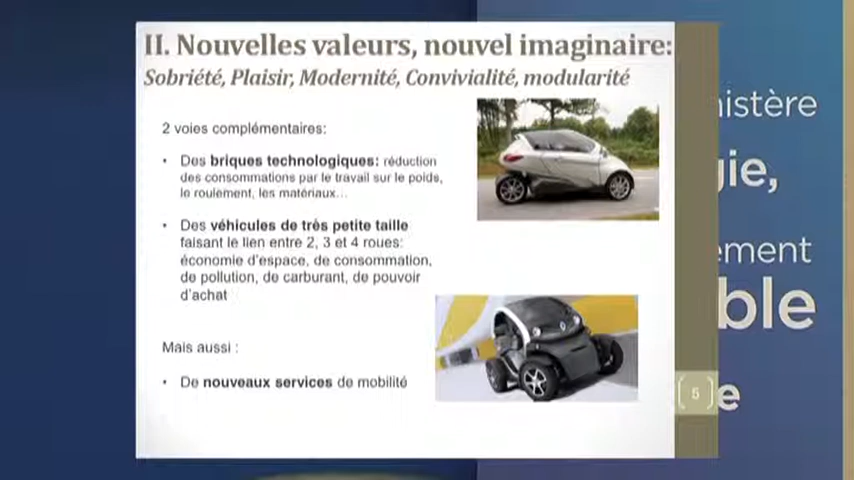 II. Nouvelles valeurs, nouvel imaginaire:
Sobriété, Plaisir, Modernité, Convivialité, modularité
2 voies complémentaires:
• Des briques technologiques: réduction
des consommations par le travail sur le poids,
le roulement, les matériaux...
• Des véhicules de très petite taille
faisant le lien entre 2, 3 et 4 roues:
économie d'espace, de consommation,
de pollution, de carburant, de pouvoir
d'achat
Mais aussi :
• De nouveaux services de mobilité
5
nistère
gie,
ement
ble
e